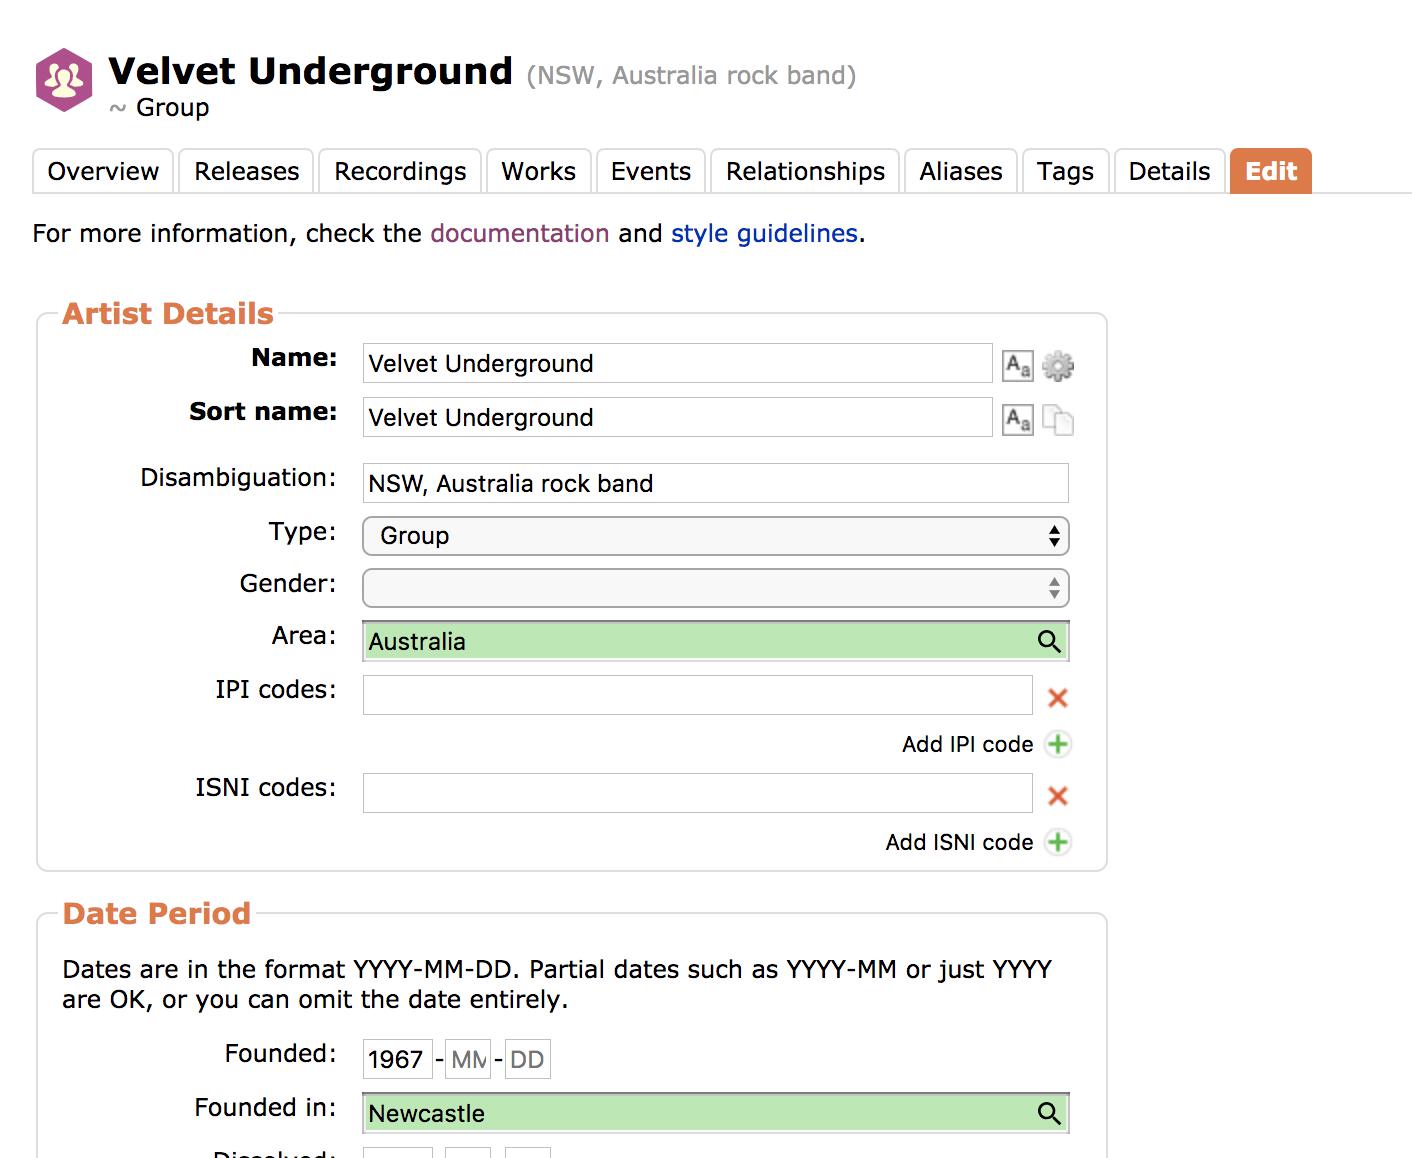 Velvet Underground (NSW, Australia rock band)
~ Group
Overview Releases Recordings Works Events Relationships Aliases Tags Details Edit
For more information, check the documentation and style guidelines.
Artist Details
Name: Velvet Underground
Sort name: Velvet Underground
Disambiguation: NSW, Australia rock band
Type: Group
Gender:
Area: Australia
IPI codes:
Add IPI code
ISNI codes:
Add ISNI code
Date Period
Dates are in the format YYYY-MM-DD. Partial dates such as YYYY-MM or just YYYY
are OK, or you can omit the date entirely.
Founded: 1967 - MM - DD
Founded in: Newcastle
Dissolved: